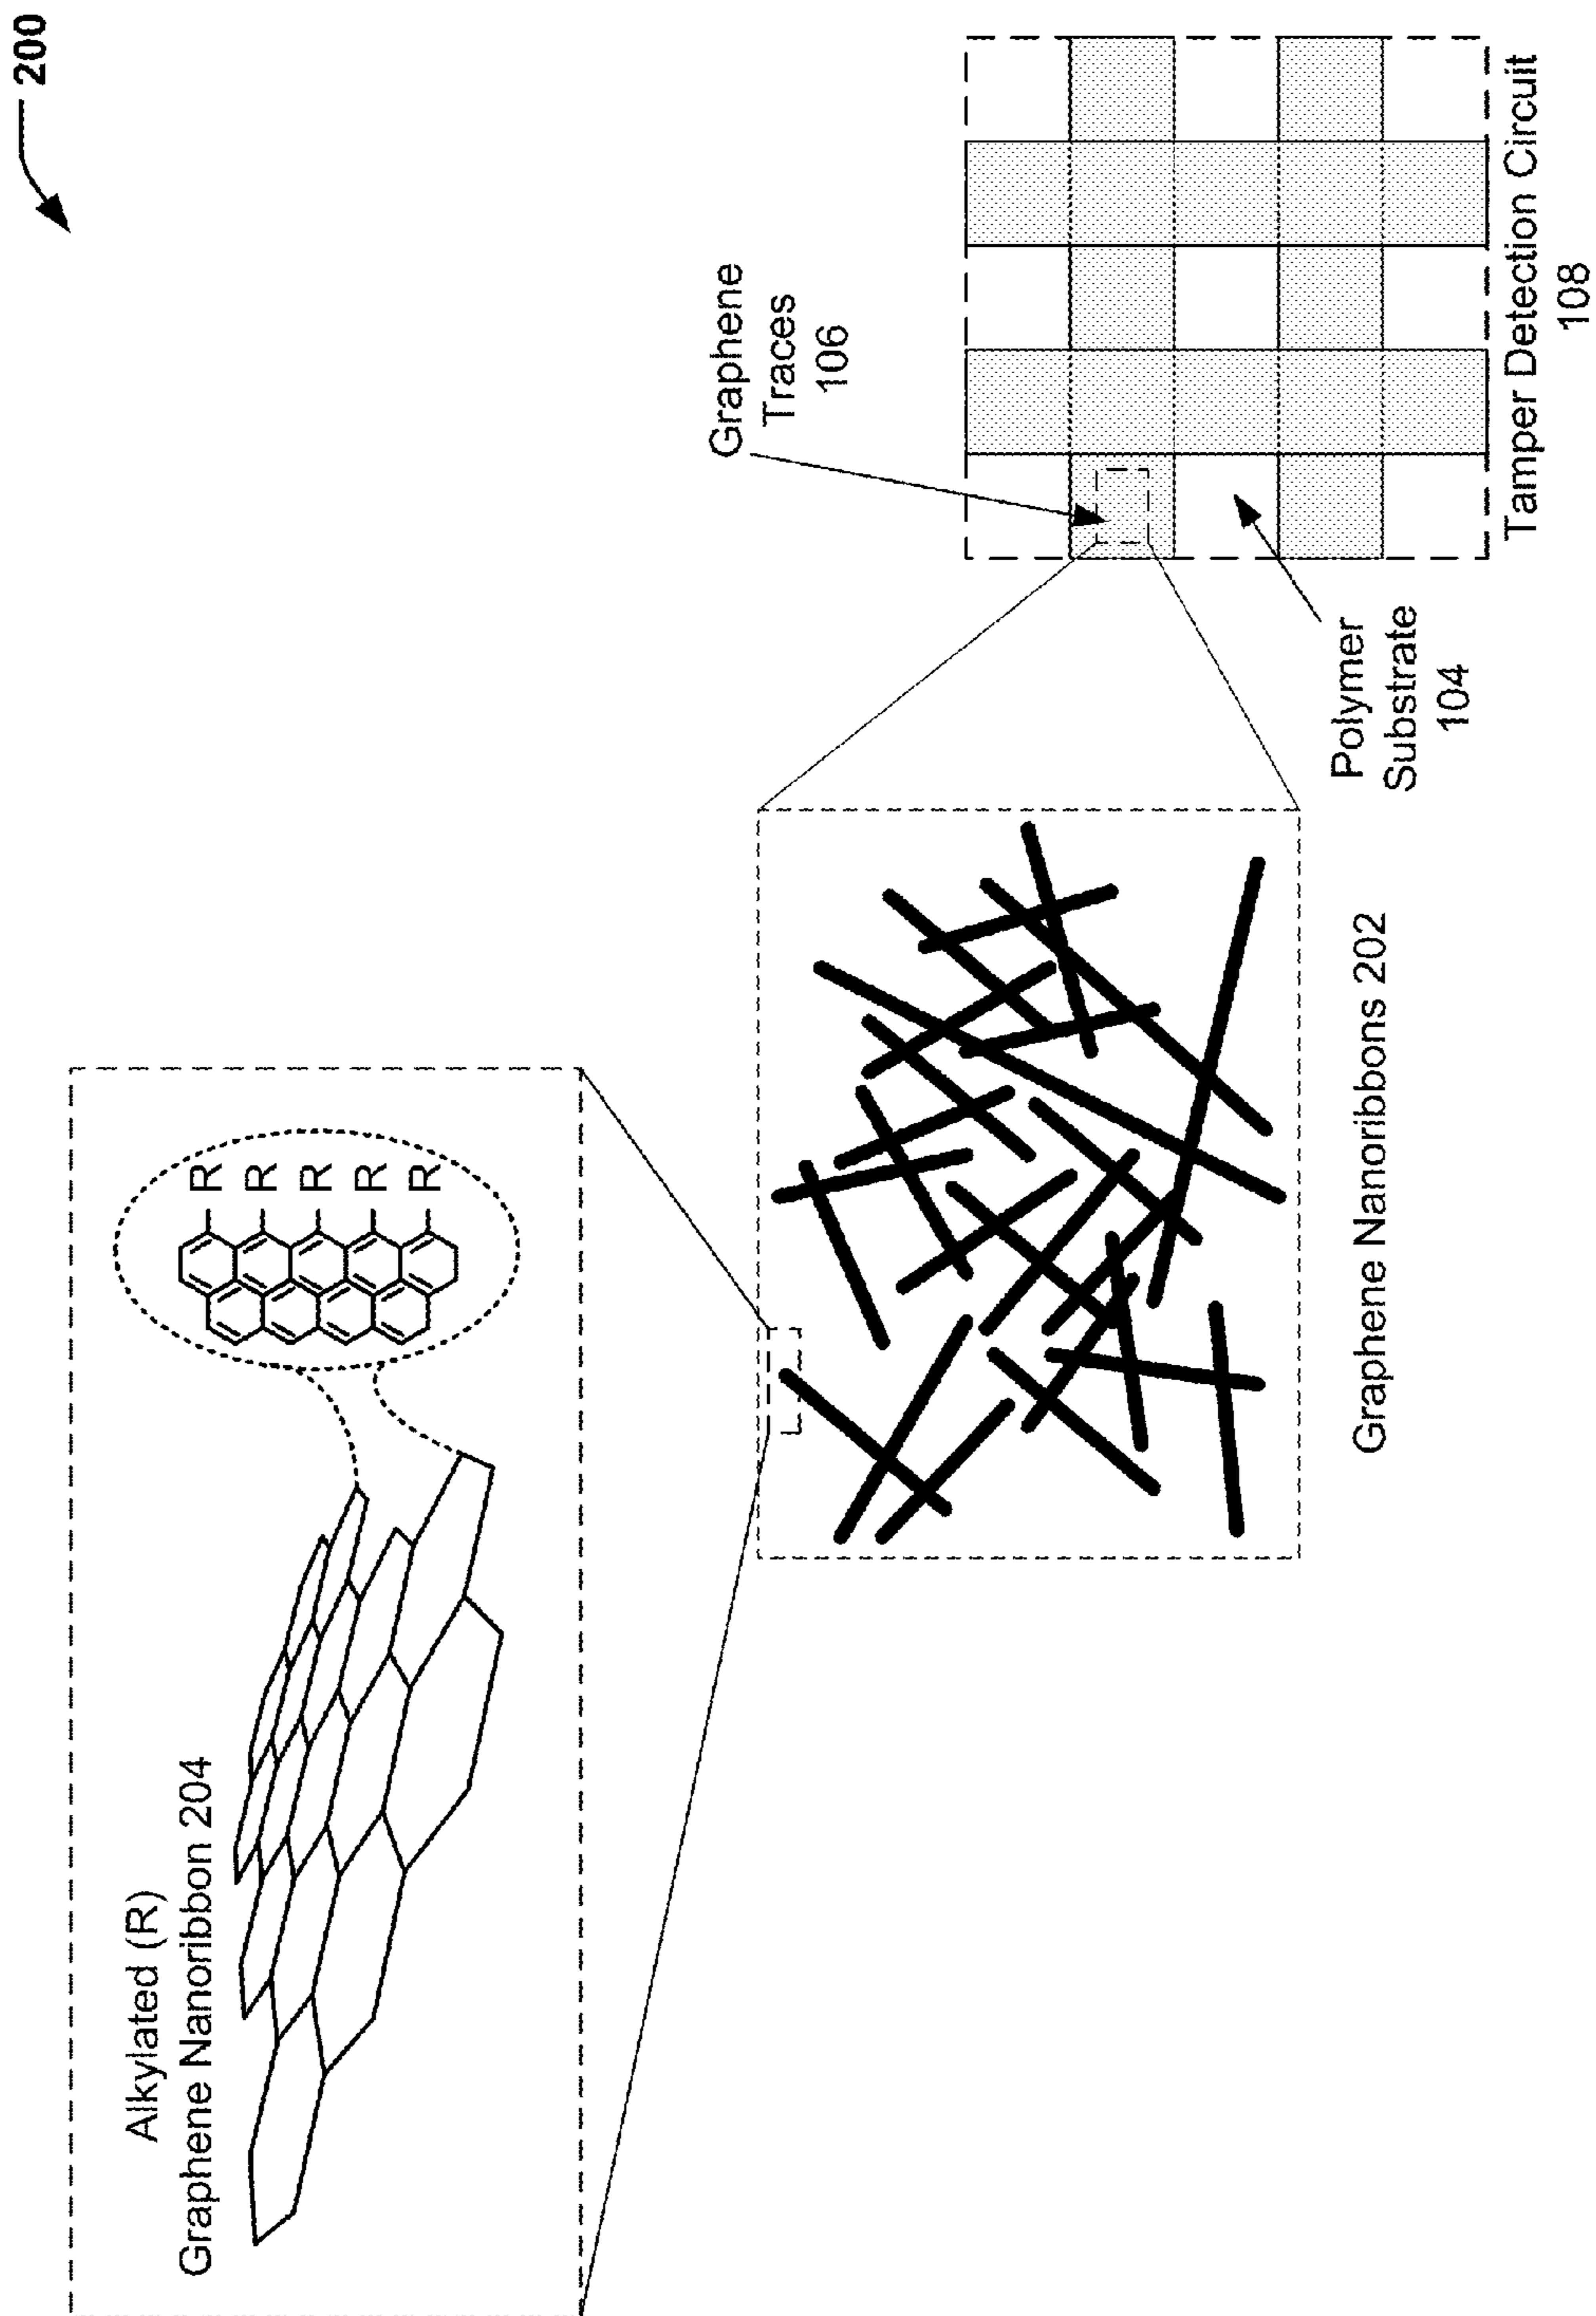 200
Alkylated (R)
Graphene Nanoribbon 204
R
R
R
R
R
Graphene
Traces
106
Polymer
Substrate
104
Graphene Nanoribbons 202
Tamper Detection Circuit
108